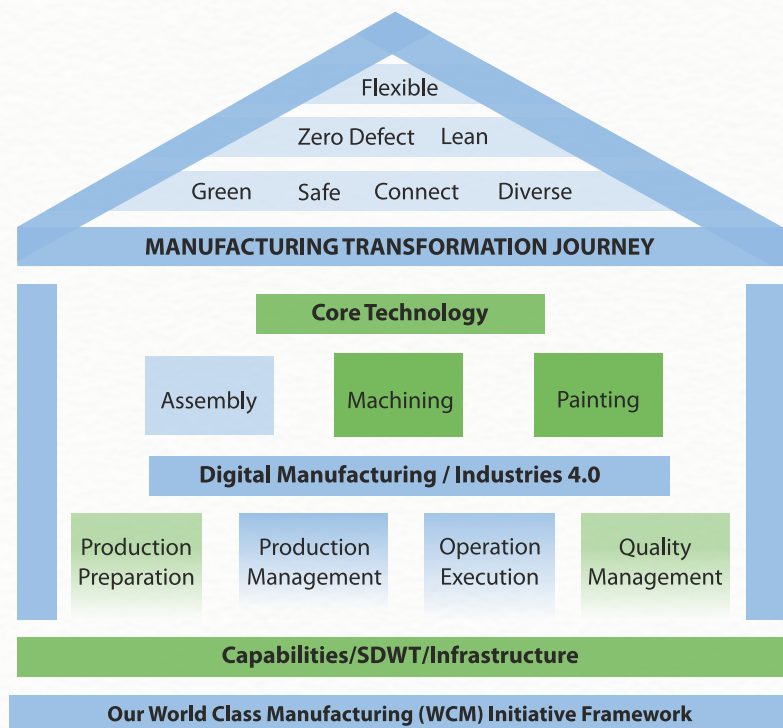 Flexible
Zero Defect Lean
Green Safe Connect Diverse
MANUFACTURING TRANSFORMATION JOURNEY
Core Technology
Assembly Machining Painting
Digital Manufacturing / Industries 4.0
Production Production Operation Quality
Preparation Management Execution Management
Capabilities/SDWT/Infrastructure
Our World Class Manufacturing (WCM) Initiative Framework